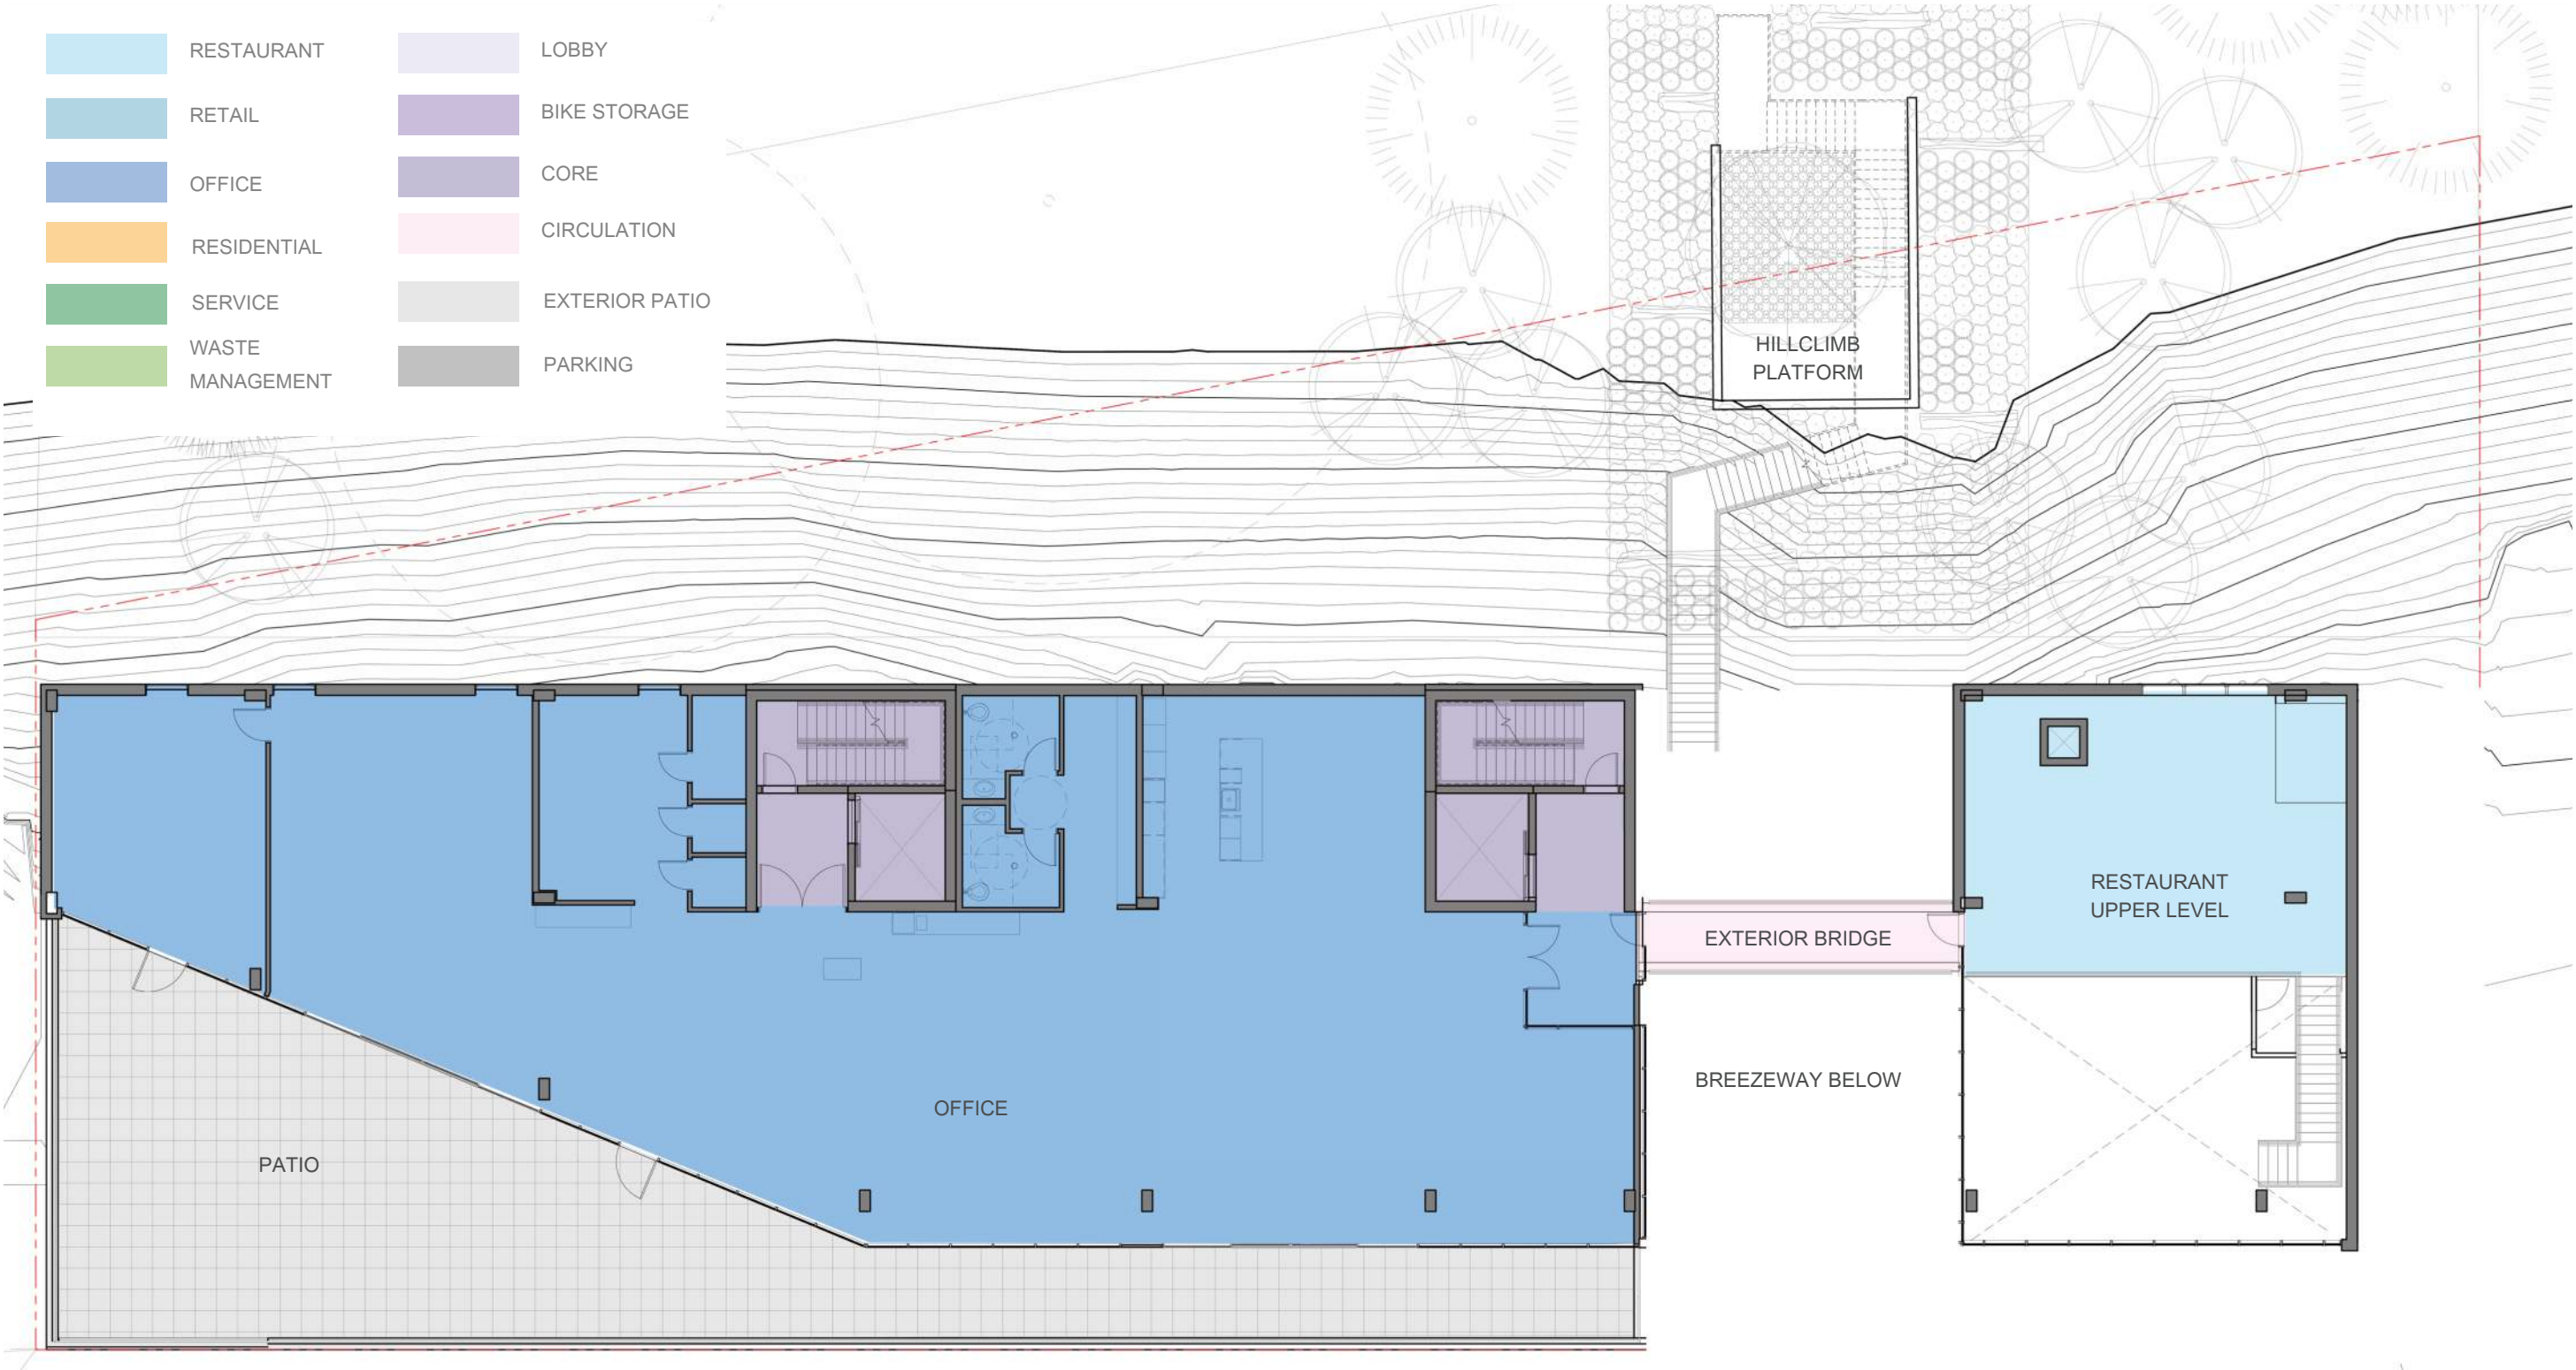 RESTAURANT
RETAIL
OFFICE
RESIDENTIAL
SERVICE
WASTE
MANAGEMENT
LOBBY
BIKE STORAGE
CORE
CIRCULATION
EXTERIOR PATIO
PARKING
HILLCLIMB
PLATFORM
RESTAURANT
UPPER LEVEL
EXTERIOR BRIDGE
BREEZEWAY BELOW
OFFICE
PATIO